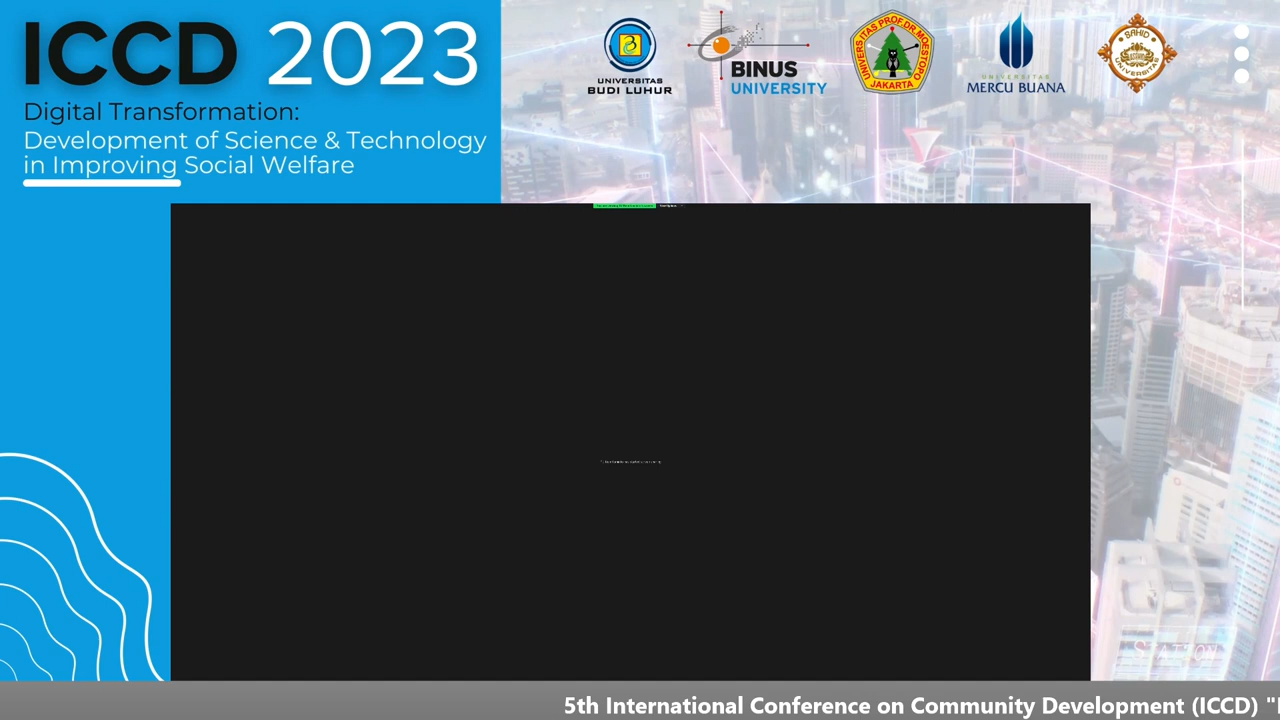 ICCD 2023
Digital Transformation:
Development of Science & Technology
in Improving Social Welfare
UNIVERSITAS
BUDI LUHUR
BINUS
UNIVERSITY
UNIVERSITAS PROF.DR.MOESTOPO
JAKARTA
UNIVERSITAS
MERCU BUANA
SAHID
UNIVERSITAS
STATION
5th International Conference on Community Development (ICCD) "